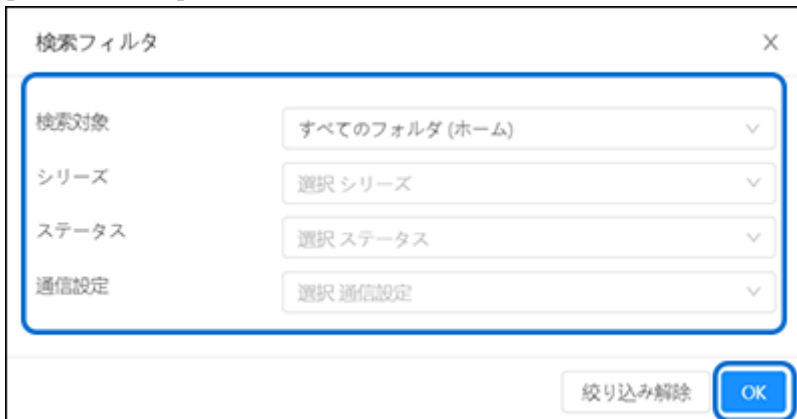 検索フィルタ
検索対象 すべてのフォルダ (ホーム)
シリーズ 選択 シリーズ
ステータス 選択 ステータス
通信設定 選択 通信設定
絞り込み解除 OK